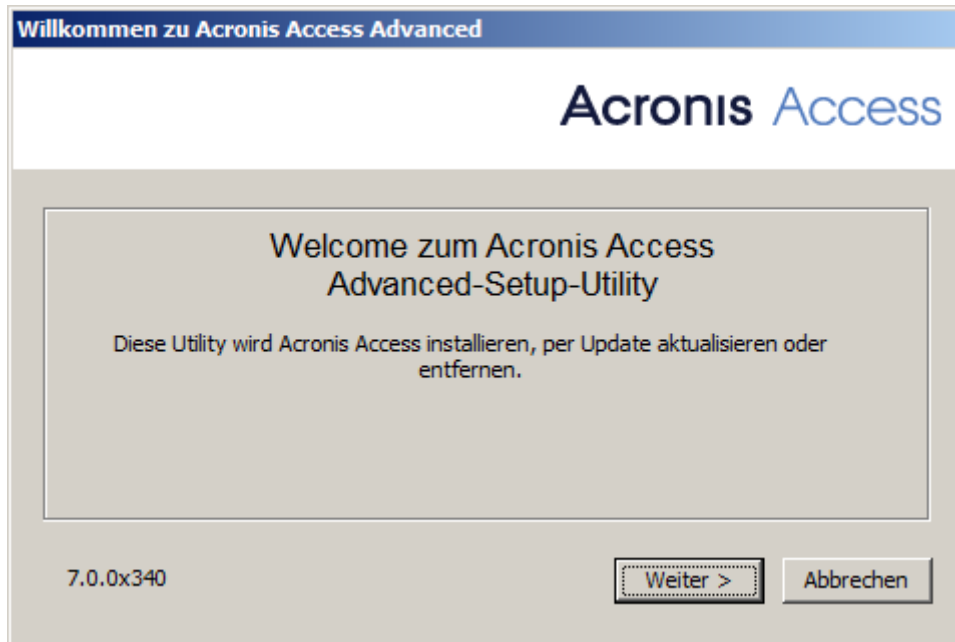 Willkommen zu Acronis Access Advanced
Acronis Access
Welcome zum Acronis Access
Advanced-Setup-Utility
Diese Utility wird Acronis Access installieren, per Update aktualisieren oder
entfernen.
7.0.0x340
Weiter >
Abbrechen